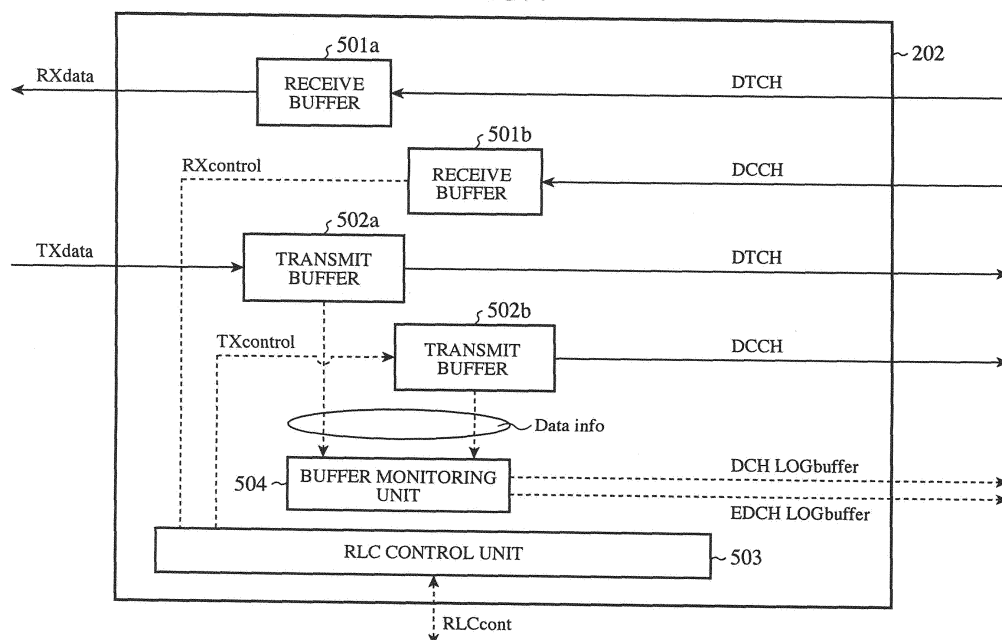 501a
202
RXdata
RECEIVE
BUFFER
DTCH
501b
RXcontrol
RECEIVE
BUFFER
DCCH
502a
TXdata
TRANSMIT
BUFFER
DTCH
502b
TXcontrol
TRANSMIT
BUFFER
DCCH
Data info
504
BUFFER MONITORING
UNIT
DCH LOGbuffer
EDCH LOGbuffer
RLC CONTROL UNIT
503
RLCcont